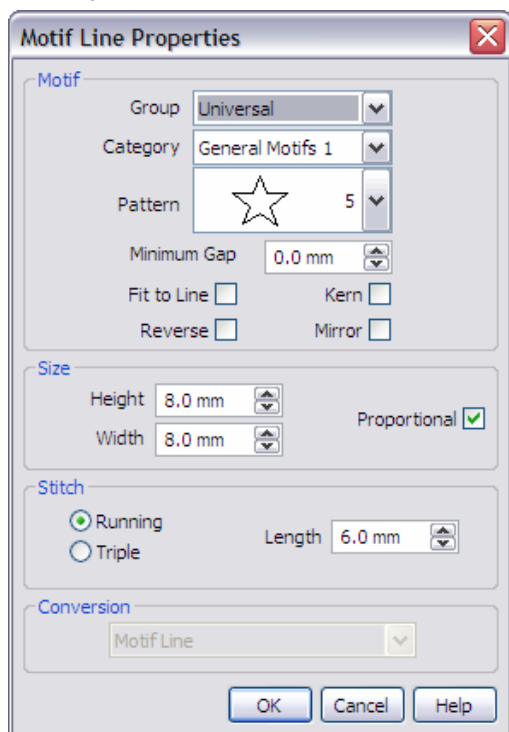 Motif Line Properties
Motif
Group Universal
Category General Motifs 1
Pattern 5
Minimum Gap 0.0 mm
Fit to Line Kern
Reverse Mirror
Size
Height 8.0 mm
Proportional
Width 8.0 mm
Stitch
Running
Length 6.0 mm
Triple
Conversion
Motif Line
OK Cancel Help